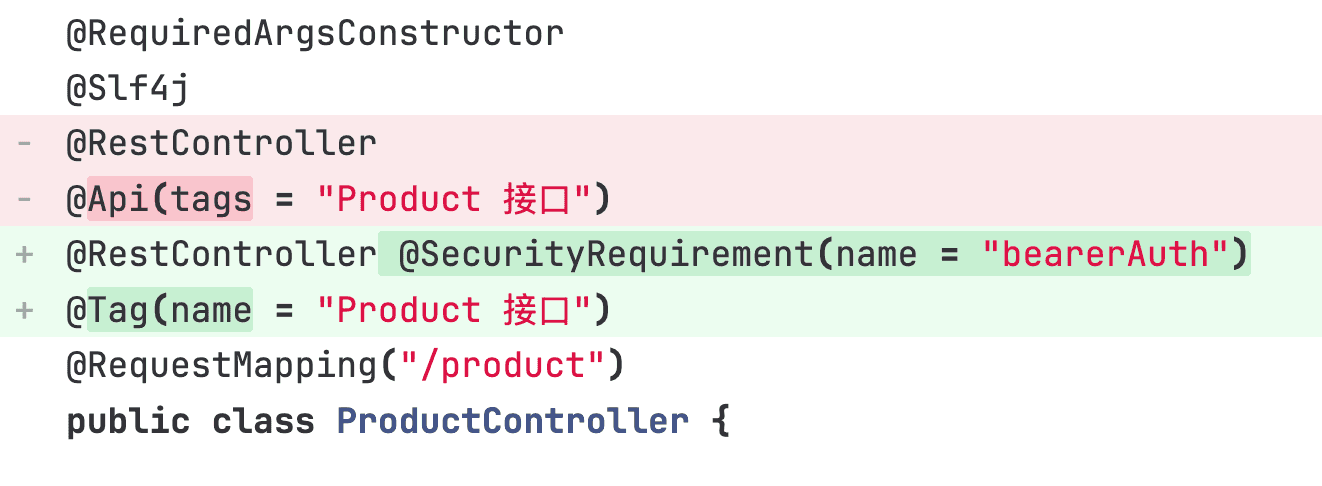 @RequiredArgsConstructor
@Slf4j
- @RestController
- @Api(tags = "Product 接口")
+ @RestController @SecurityRequirement(name = "bearerAuth")
+ @Tag(name = "Product 接口")
@RequestMapping("/product")
public class ProductController {